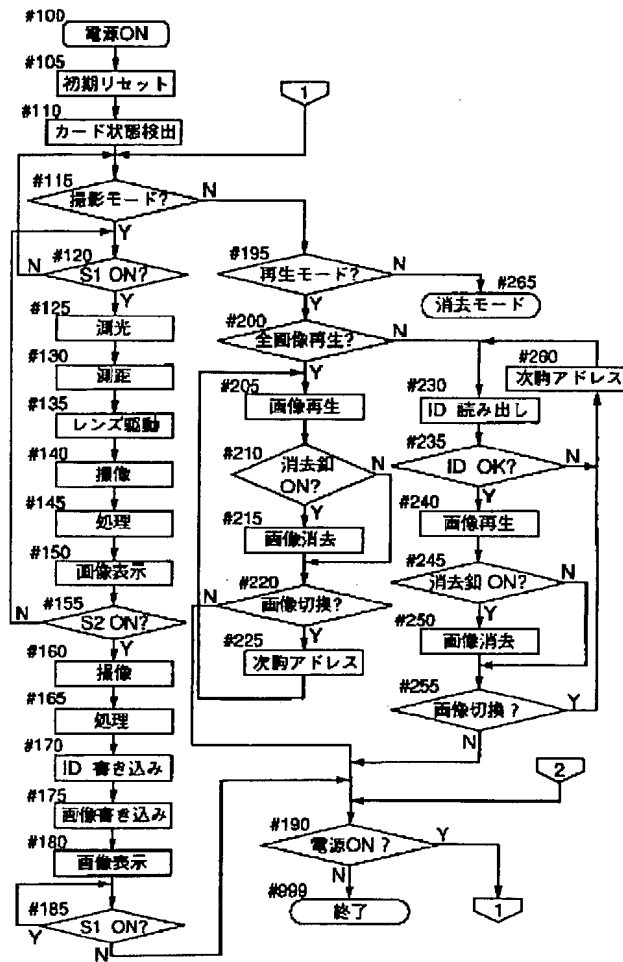 #100
電源ON
#105
初期リセット
#110
カード状態検出
1
#115
撮影モード?
N
Y
#120
S1 ON?
N
Y
#125
測光
#130
測距
#135
レンズ駆動
#140
撮像
#145
処理
#150
画像表示
#155
S2 ON?
N
Y
#160
撮像
#165
処理
#170
ID 書き込み
#175
画像書き込み
#180
画像表示
#185
S1 ON?
Y
N
#195
再生モード?
N
Y
#265
消去モード
#200
全画像再生?
N
Y
#205
画像再生
#210
消去釦
ON?
N
Y
#215
画像消去
#220
画像切換?
N
Y
#225
次駒アドレス
#260
次駒アドレス
#230
ID 読み出し
#235
ID OK?
N
Y
#240
画像再生
#245
消去釦 ON?
N
Y
#250
画像消去
#255
画像切換?
Y
N
2
#190
電源ON?
Y
N
#999
終了
1